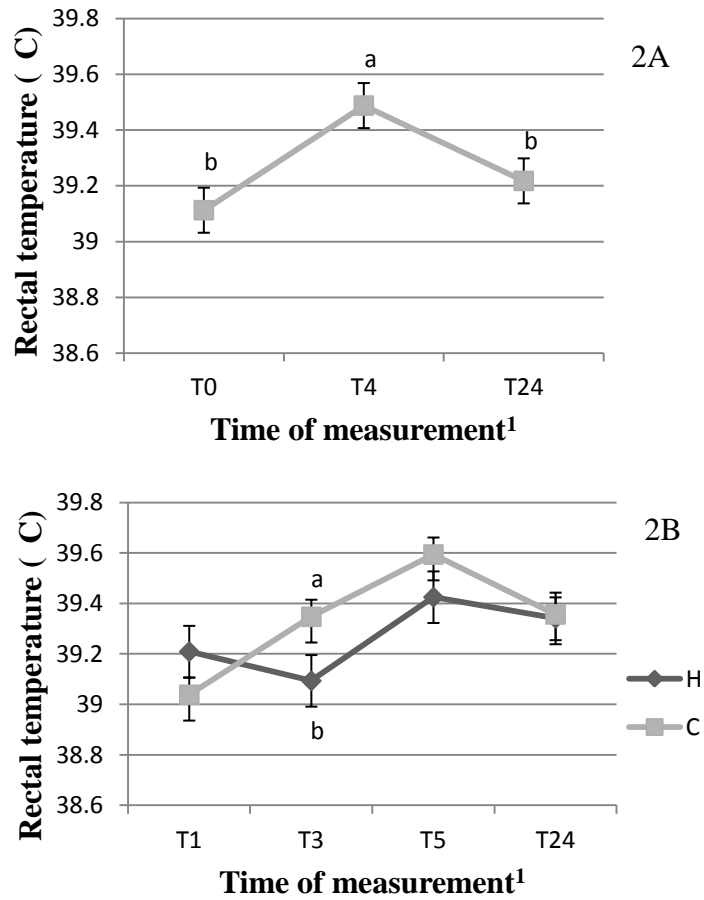 2A
Rectal temperature ( C)
39.8
39.6
39.4
39.2
39
38.8
38.6
b
a
b
T0 T4 T24
Time of measurement1
2B
Rectal temperature ( C)
39.8
39.6
39.4
39.2
39
38.8
38.6
a
b
H
C
T1 T3 T5 T24
Time of measurement1